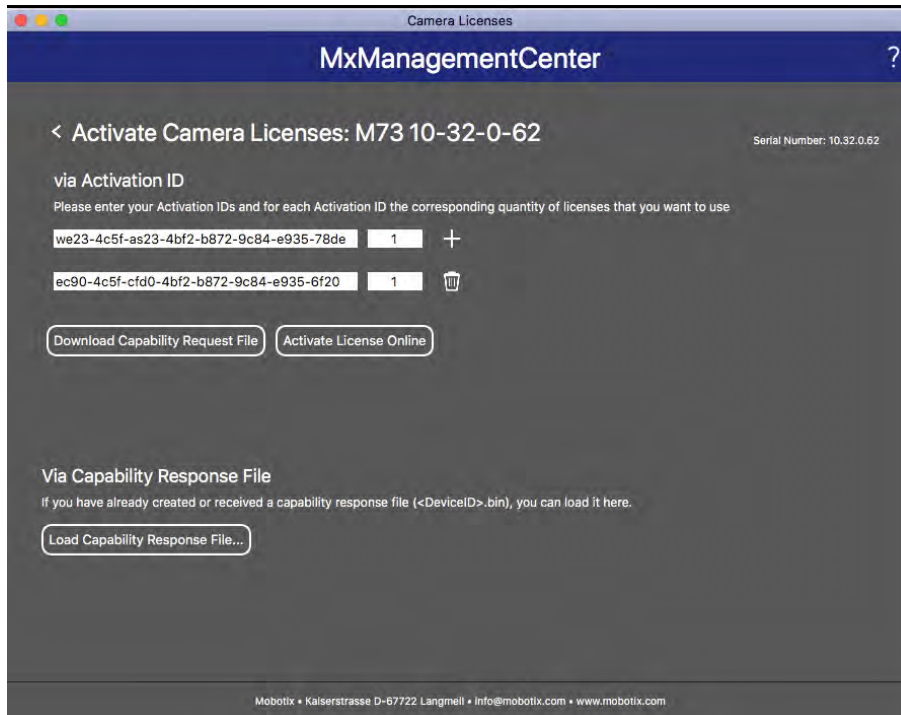 Camera Licenses
MxManagementCenter ?
< Activate Camera Licenses: M73 10-32-0-62
Serial Number: 10.32.0.62
via Activation ID
Please enter your Activation IDs and for each Activation ID the corresponding quantity of licenses that you want to use
we23-4c5f-as23-4bf2-b872-9c84-e935-78de 1 +
ec90-4c5f-cfd0-4bf2-b872-9c84-e935-6f20 1
Download Capability Request File Activate License Online
Via Capability Response File
If you have already created or received a capability response file (<DeviceID>.bin), you can load it here.
Load Capability Response File...
Mobotix • Kaiserstrasse D-67722 Langmeil • info@mobotix.com • www.mobotix.com